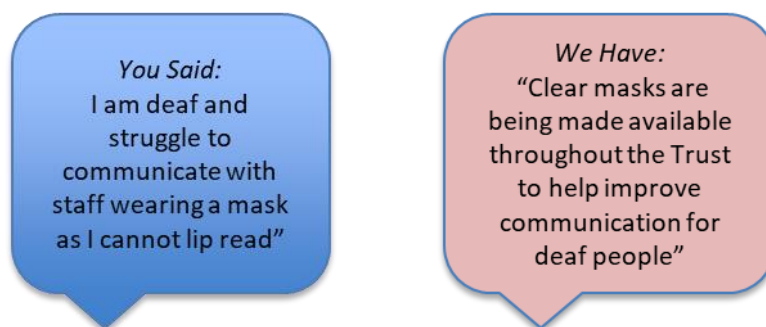 You Said:
I am deaf and
struggle to
communicate with
staff wearing a mask
as I cannot lip read”
We Have:
“Clear masks are
being made available
throughout the Trust
to help improve
communication for
deaf people”